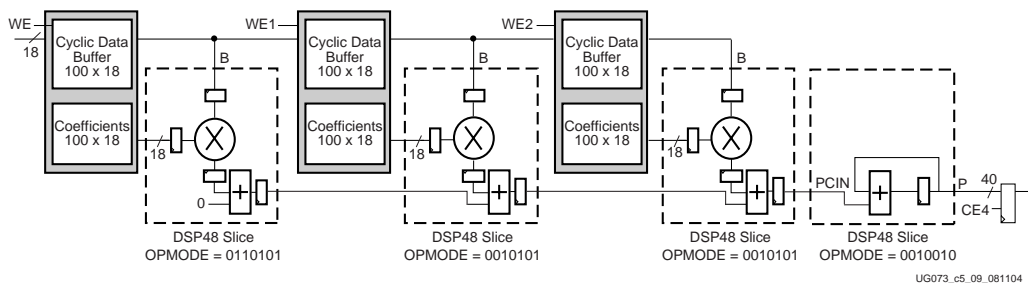 WE
18
Cyclic Data
Buffer
100 x 18
Coefficients
100 x 18
18
B
0
DSP48 Slice
OPMODE = 0110101
WE1
Cyclic Data
Buffer
100 x 18
Coefficients
100 x 18
18
B
DSP48 Slice
OPMODE = 0010101
WE2
Cyclic Data
Buffer
100 x 18
Coefficients
100 x 18
18
B
DSP48 Slice
OPMODE = 0010101
PCIN
P
40
CE4
DSP48 Slice
OPMODE = 0010010
UG073_c5_09_081104